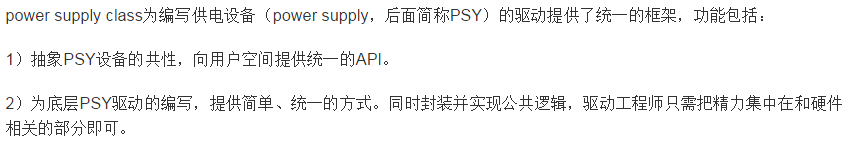 power supply class为编写供电设备（power supply，后面简称PSY）的驱动提供了统一的框架，功能包括：
1）抽象PSY设备的共性，向用户空间提供统一的API。
2）为底层PSY驱动的编写，提供简单、统一的方式。同时封装并实现公共逻辑，驱动工程师只需把精力集中在和硬件
相关的部分即可。